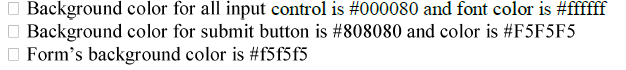 □ Background color for all input control is #000080 and font color is #ffffff
□ Background color for submit button is #808080 and color is #F5F5F5
□ Form’s background color is #f5f5f5